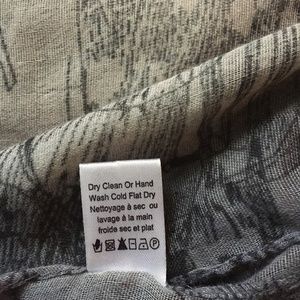 Dry Clean Or Hand
Wash Cold Flat Dry
Nettoyage à sec ou
lavage à la main
froide sec et plat